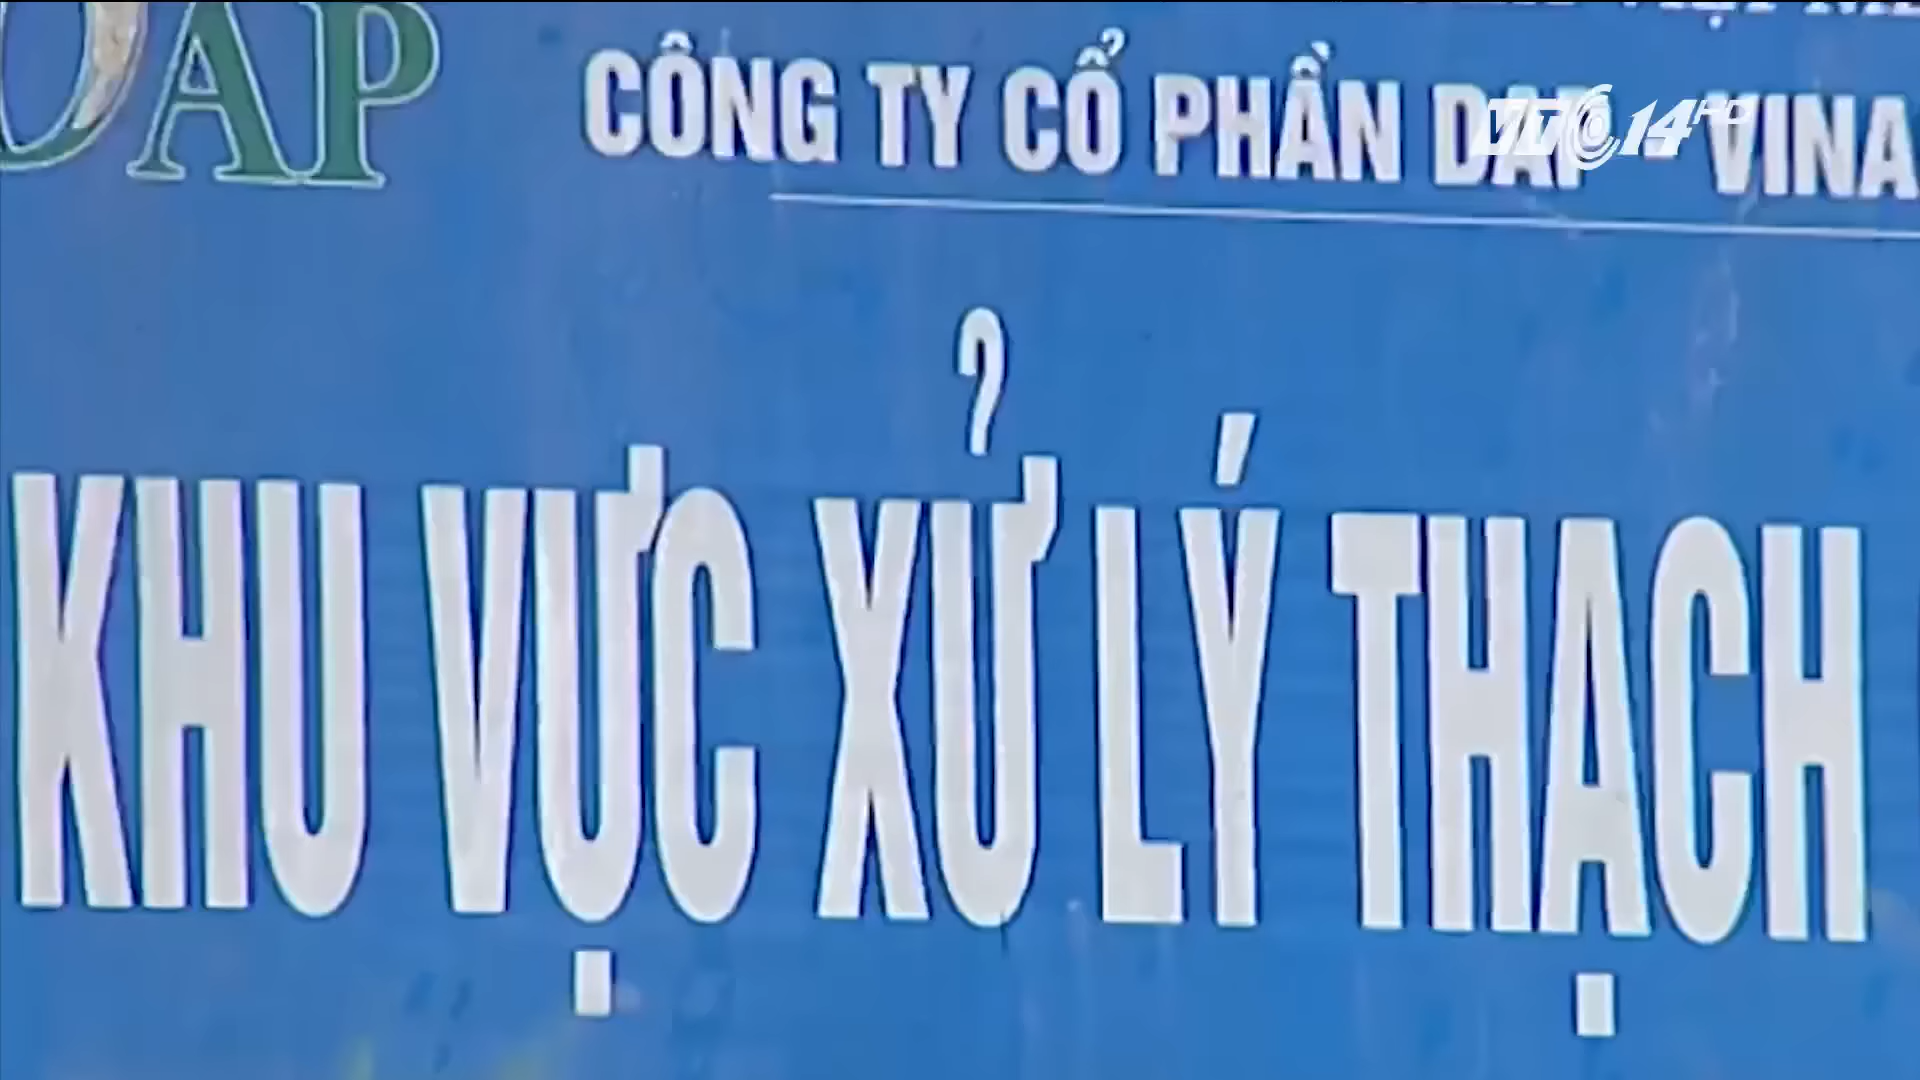 DAP
CÔNG TY CỔ PHẦN DAP - VINA
VTC14 HD
KHU VỰC XỬ LÝ THẠCH